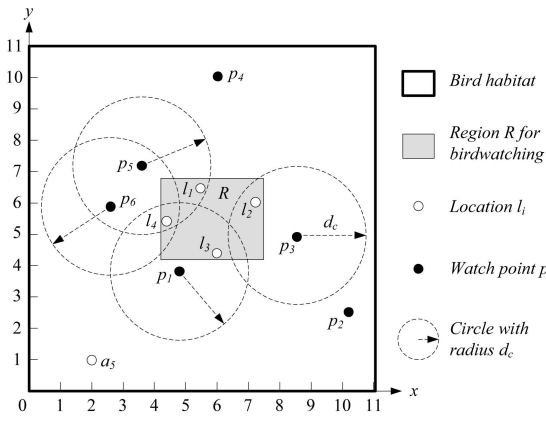 y
11
10
9
8
7
6
5
4
3
2
1
0 1 2 3 4 5 6 7 8 9 10 11
x
p4
p5
p6
l1
R
l2
l4
l3
p1
p3
dc
p2
a5
Bird habitat
Region R for
birdwatching
Location li
Watch point p
Circle with
radius dc